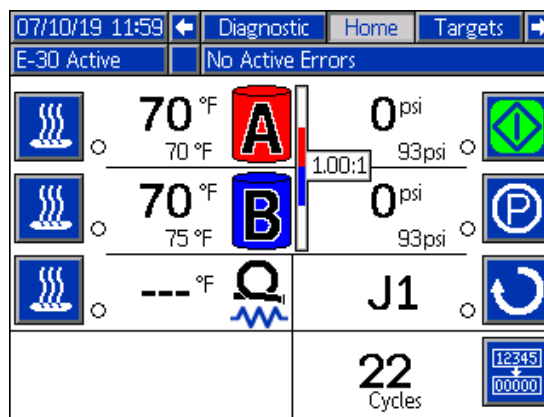 07/10/19 11:59 Diagnostic Home Targets
E-30 Active No Active Errors
70 °F A 0 psi
70 °F 93psi
1.00:1
70 °F B 0 psi
75 °F 93psi
P
--- °F J1
22
Cycles
12345
00000